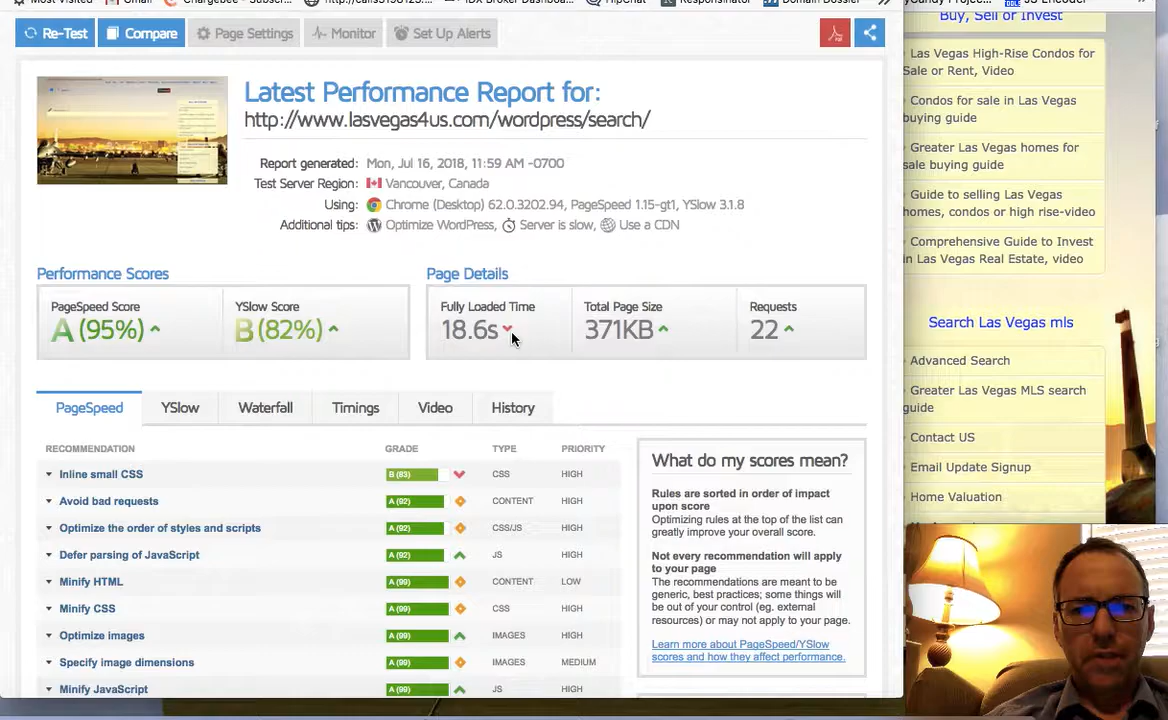 Most Visited Gmail Chargebee - Subscr... IDX Broker Dashboa... HipChat Responsinator Domain Dossier
JS Encoder
Re-Test Compare Page Settings Monitor Set Up Alerts
Latest Performance Report for:
http://www.lasvegas4us.com/wordpress/search/
Report generated: Mon, Jul 16, 2018, 11:59 AM -0700
Test Server Region: Vancouver, Canada
Using: Chrome (Desktop) 62.0.3202.94, PageSpeed 1.15-gt1, YSlow 3.1.8
Additional tips: Optimize WordPress, Server is slow, Use a CDN
Performance Scores
PageSpeed Score YSlow Score
A (95%) B (82%)
Page Details
Fully Loaded Time Total Page Size Requests
18.6s 371KB 22
PageSpeed YSlow Waterfall Timings Video History
RECOMMENDATION GRADE TYPE PRIORITY
Inline small CSS B (83) CSS HIGH
Avoid bad requests A (92) CONTENT HIGH
Optimize the order of styles and scripts A (92) CSS/JS HIGH
Defer parsing of JavaScript A (92) JS HIGH
Minify HTML A (99) CONTENT LOW
Minify CSS A (99) CSS HIGH
Optimize images A (99) IMAGES HIGH
Specify image dimensions A (99) IMAGES MEDIUM
Minify JavaScript A (99) JS HIGH
What do my scores mean?
Rules are sorted in order of impact
upon score
Optimizing rules at the top of the list can
greatly improve your overall score.
Not every recommendation will apply
to your page
The recommendations are meant to be
generic, best practices; some things will
be out of your control (eg. external
resources) or may not apply to your page.
Learn more about PageSpeed/YSlow
scores and how they affect performance.
Buy, Sell or Invest
Las Vegas High-Rise Condos for
Sale or Rent, Video
Condos for sale in Las Vegas
buying guide
Greater Las Vegas homes for
sale buying guide
Guide to selling Las Vegas
homes, condos or high rise-video
Comprehensive Guide to Invest
in Las Vegas Real Estate, video
Search Las Vegas mls
Advanced Search
Greater Las Vegas MLS search
guide
Contact US
Email Update Signup
Home Valuation